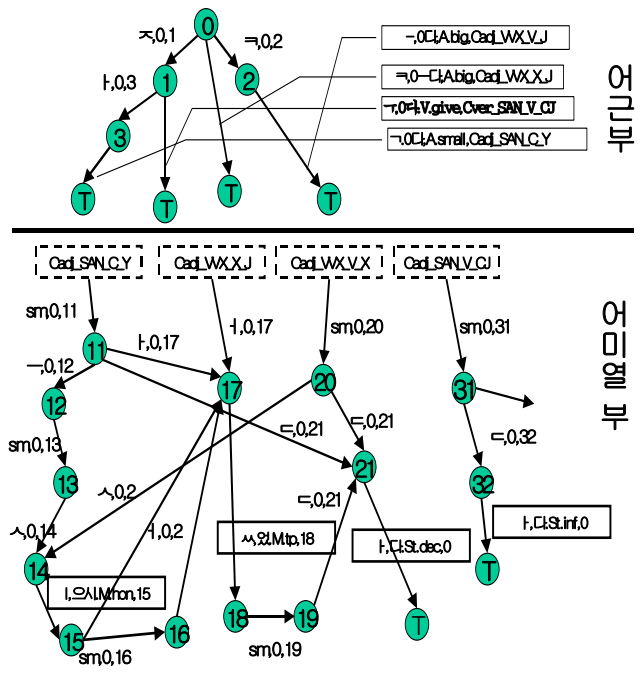 0
ㅈ,0,1
ㅋ,0,2
ㅡ,0다;A.big,Cadj_WX_V_J
1
2
ㅋ,0ㅡ다;A.big,Cadj_WX_X_J
ㅏ,0,3
ㅜ,0다;V.give,Cver_SAN_V_CJ
3
ㄱ,0다;A.small,Cadj_SAN_C_Y
T
T
T
T
어근부
Cadj_SAN_C_Y
Cadj_WX_X_J
Cadj_WX_V_X
Cadj_SAN_V_CJ
sm,0,11
ㅓ,0,17
sm,0,20
sm,0,31
ㅏ,0,17
11
ㅡ,0,12
17
20
31
12
ㄷ,0,21
ㄷ,0,21
ㄷ,0,32
sm,0,13
21
13
32
ㅅ,0,2
ㄷ,0,21
ㅅ,0,14
ㅓ,0,2
ㅆ,았;M.tp,18
ㅏ,다;St.dec,0
ㅏ,다;St.inf,0
14
T
ㅣ,으시;M.hon,15
18
19
15
16
T
sm,0,16
sm,0,19
어미열 부